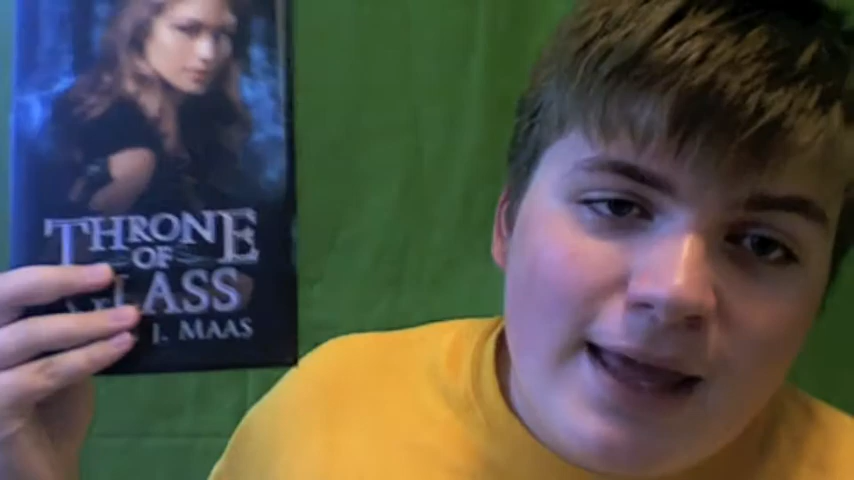 THRONE
OF
GLASS
J. MAAS